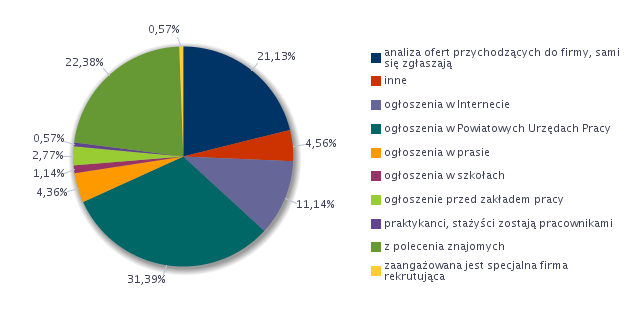 0,57%
22,38%
21,13%
0,57%
2,77%
1,14%
4,36%
4,56%
11,14%
31,39%
analiza ofert przychodzących do firmy, sami
się zgłaszają
inne
ogłoszenia w Internecie
ogłoszenia w Powiatowych Urzędach Pracy
ogłoszenia w prasie
ogłoszenia w szkołach
ogłoszenie przed zakładem pracy
praktykanci, stażyści zostają pracownikami
z polecenia znajomych
zaangażowana jest specjalna firma
rekrutująca